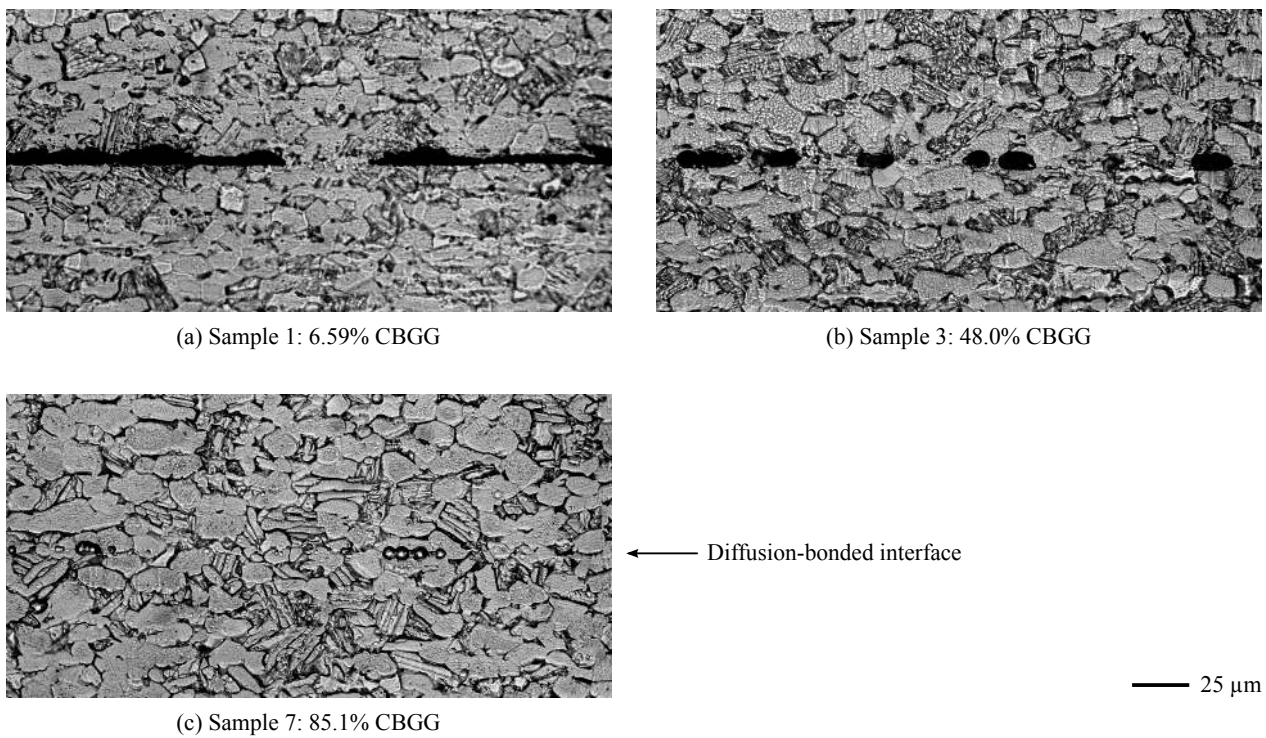 (a) Sample 1: 6.59% CBGG
(b) Sample 3: 48.0% CBGG
Diffusion-bonded interface
25 µm
(c) Sample 7: 85.1% CBGG